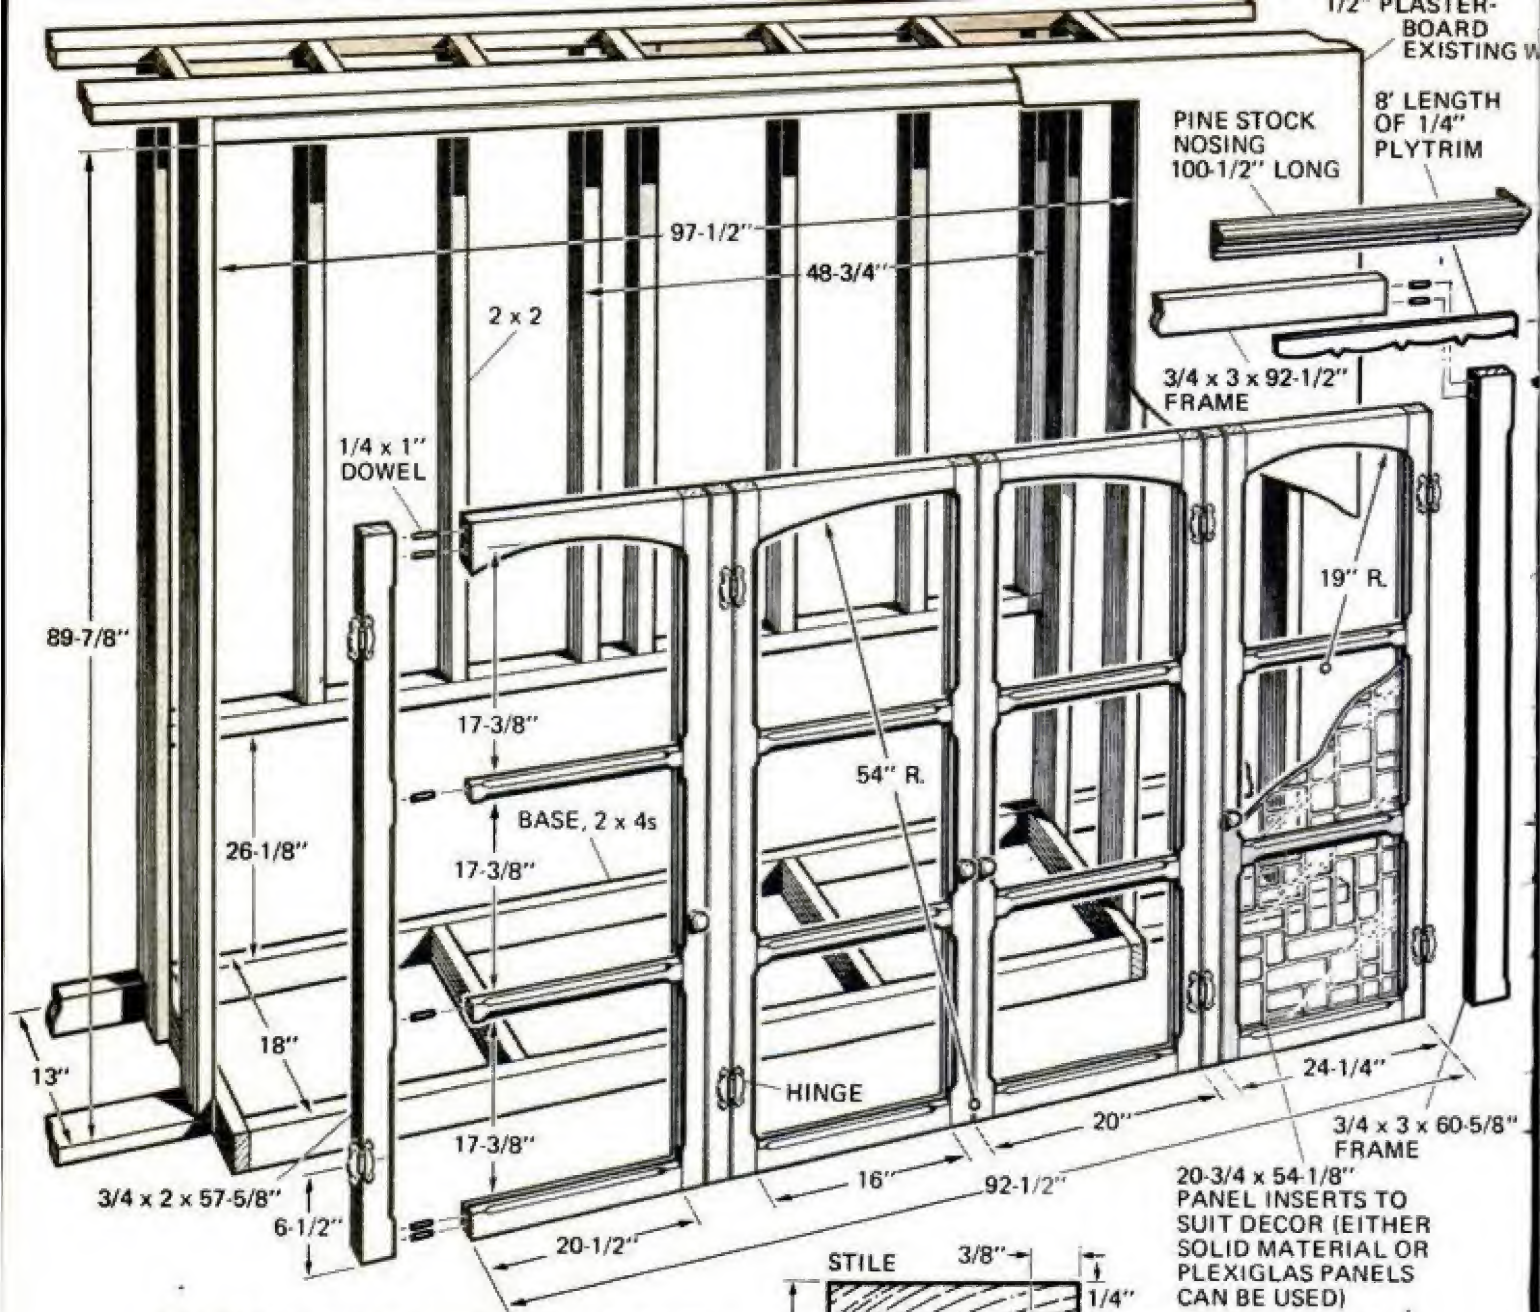 1/2" PLASTER-
BOARD
EXISTING
8' LENGTH
OF 1/4"
PLYTRIM
PINE STOCK
NOSING
100-1/2" LONG
97-1/2"
48-3/4"
2 x 2
3/4 x 3 x 92-1/2"
FRAME
1/4 x 1"
DOWEL
19" R.
89-7/8"
17-3/8"
54" R.
BASE, 2 x 4s
26-1/8"
17-3/8"
18"
13"
HINGE
24-1/4"
20"
17-3/8"
3/4 x 3 x 60-5/8"
FRAME
3/4 x 2 x 57-5/8"
16"
92-1/2"
6-1/2"
20-1/2"
20-3/4 x 54-1/8"
PANEL INSERTS TO
SUIT DECOR (EITHER
SOLID MATERIAL OR
PLEXIGLAS PANELS
CAN BE USED)
STILE
3/8"
1/4"